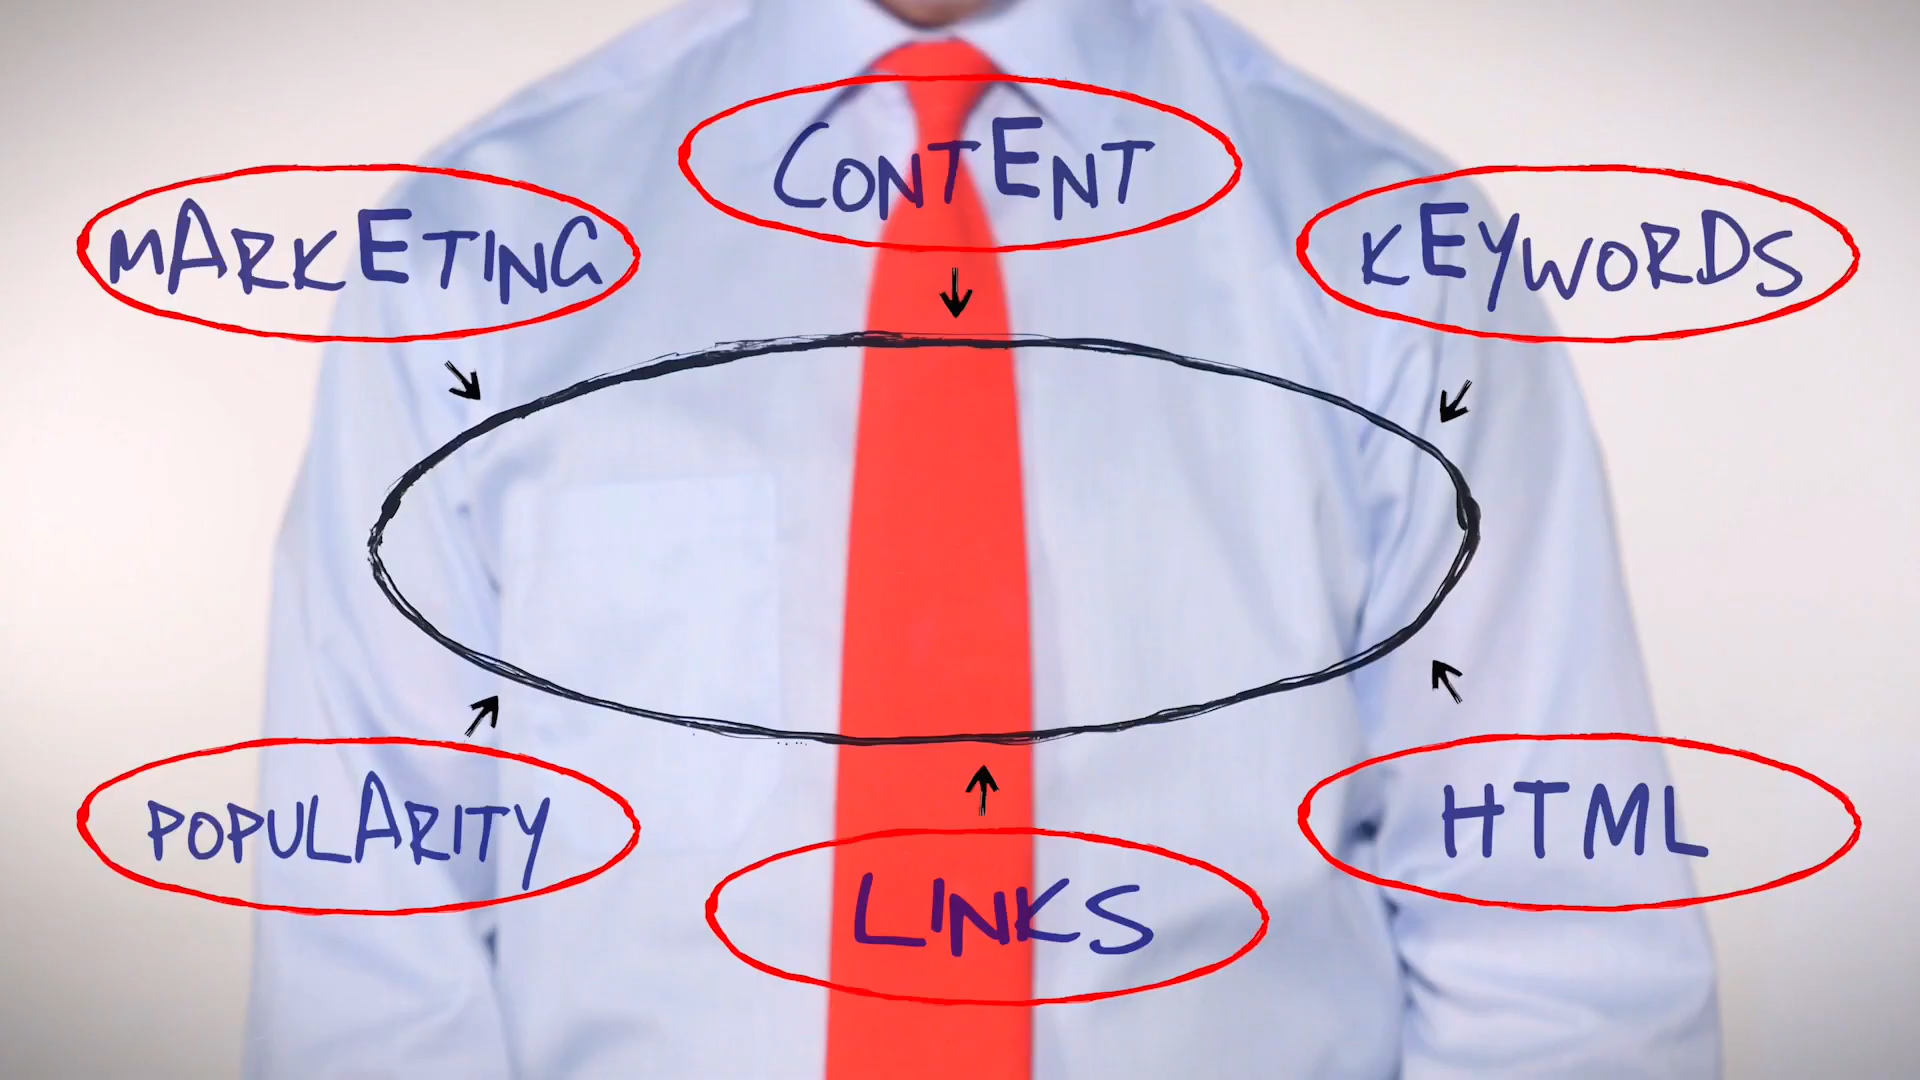 CONTENT
MARKETING
KEYWORDS
POPULARITY
HTML
LINKS